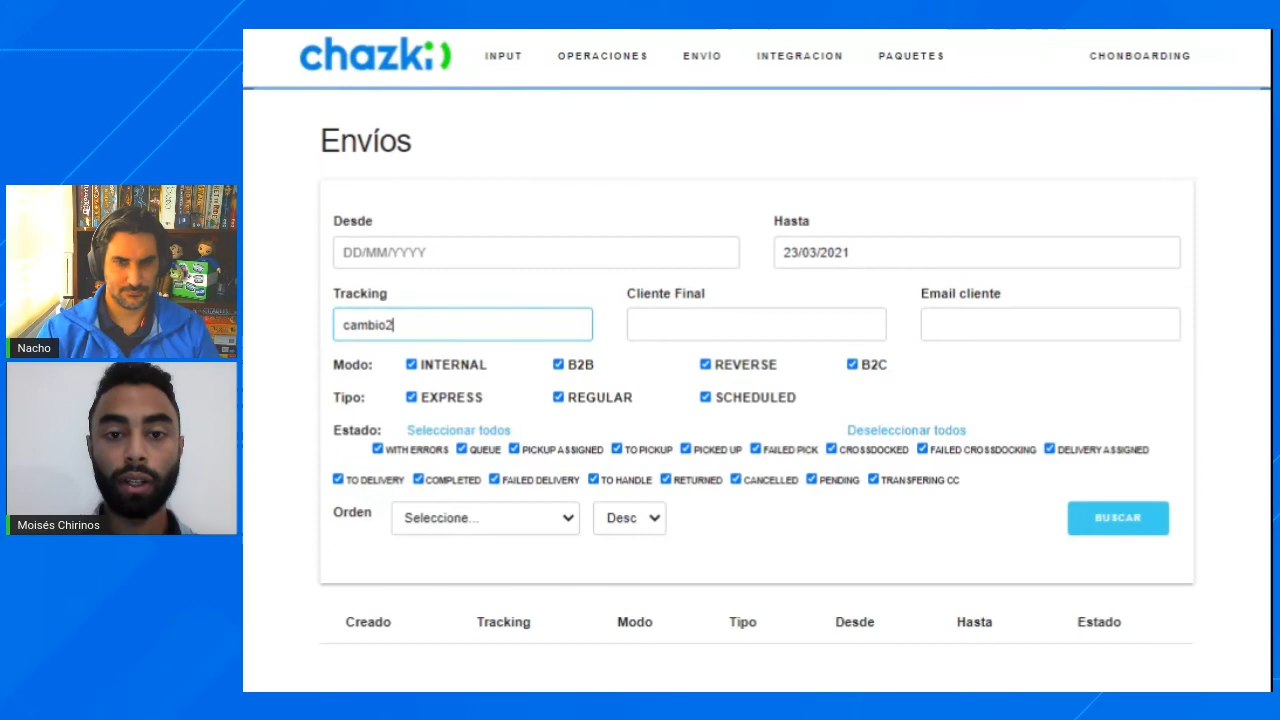 chazki
INPUT OPERACIONES ENVÍO INTEGRACION PAQUETES CHONBOARDING
Envíos
Desde Hasta
DD/MM/YYYY 23/03/2021
Tracking Cliente Final Email cliente
cambio2
Modo: INTERNAL B2B REVERSE B2C
Tipo: EXPRESS REGULAR SCHEDULED
Estado: Seleccionar todos Deseleccionar todos
WITH ERRORS QUEUE PICKUP ASSIGNED TO PICKUP PICKED UP FAILED PICK CROSSDOCKED FAILED CROSSDOCKING DELIVERY ASSIGNED
TO DELIVERY COMPLETED FAILED DELIVERY TO HANDLE RETURNED CANCELLED PENDING TRANSFERING CC
Orden Seleccione... Desc BUSCAR
Creado Tracking Modo Tipo Desde Hasta Estado
Nacho
Moisés Chirinos